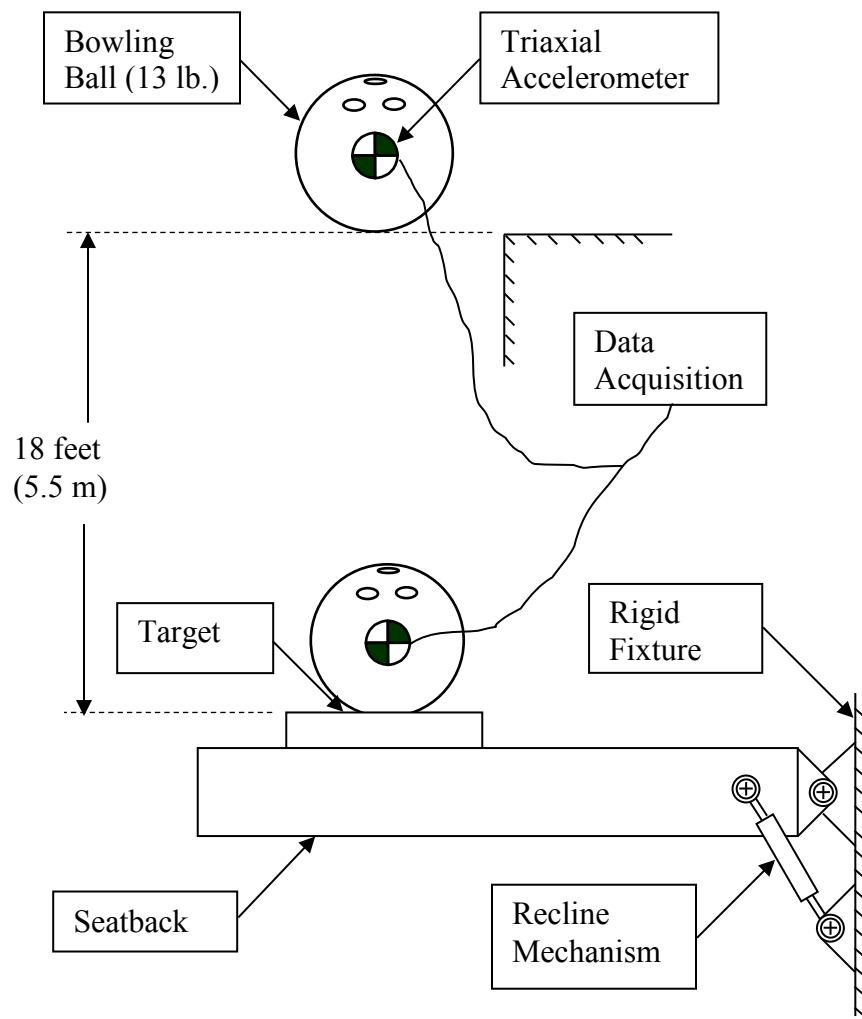 Bowling
Ball (13 lb.)
Triaxial
Accelerometer
Data
Acquisition
18 feet
(5.5 m)
Target
Rigid
Fixture
Seatback
Recline
Mechanism